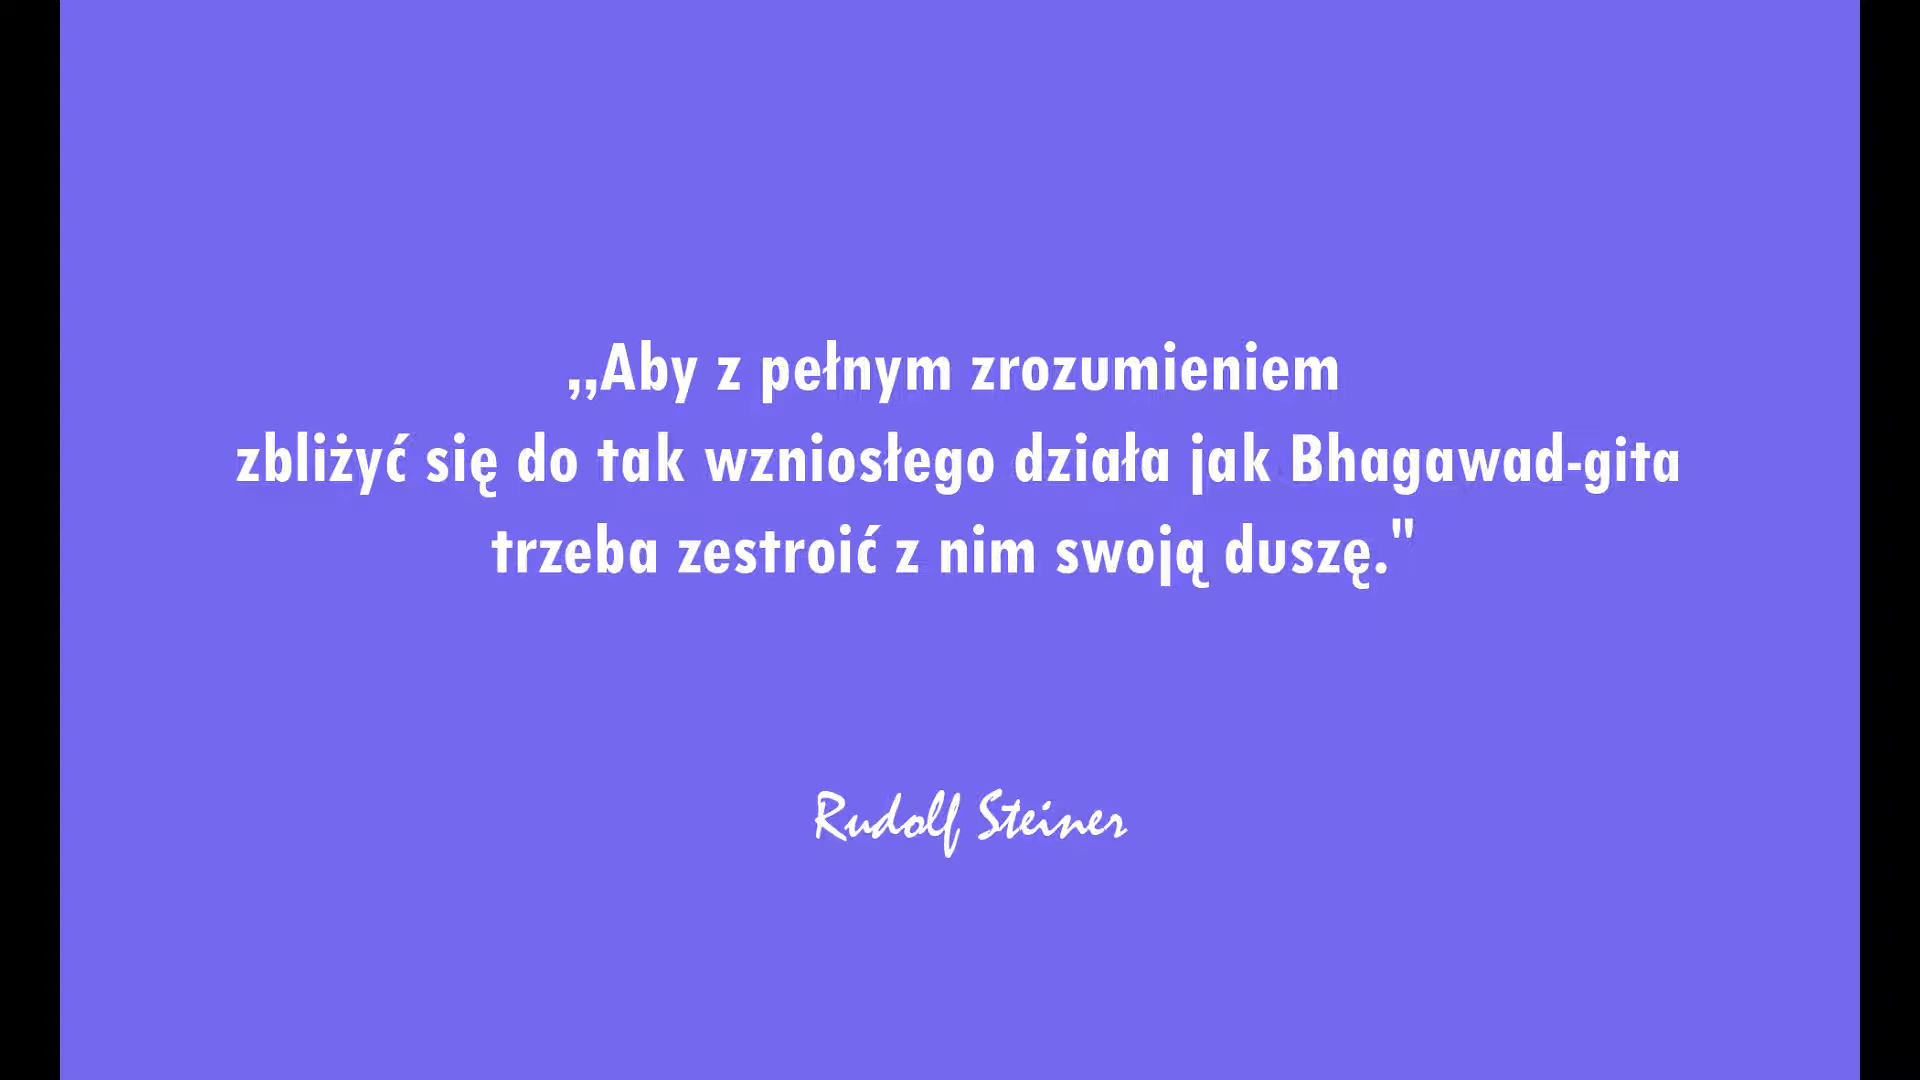 ,,Aby z pełnym zrozumieniem
zbliżyć się do tak wzniosłego działa jak Bhagawad-gita
trzeba zestroić z nim swoją duszę."
Rudolf Steiner